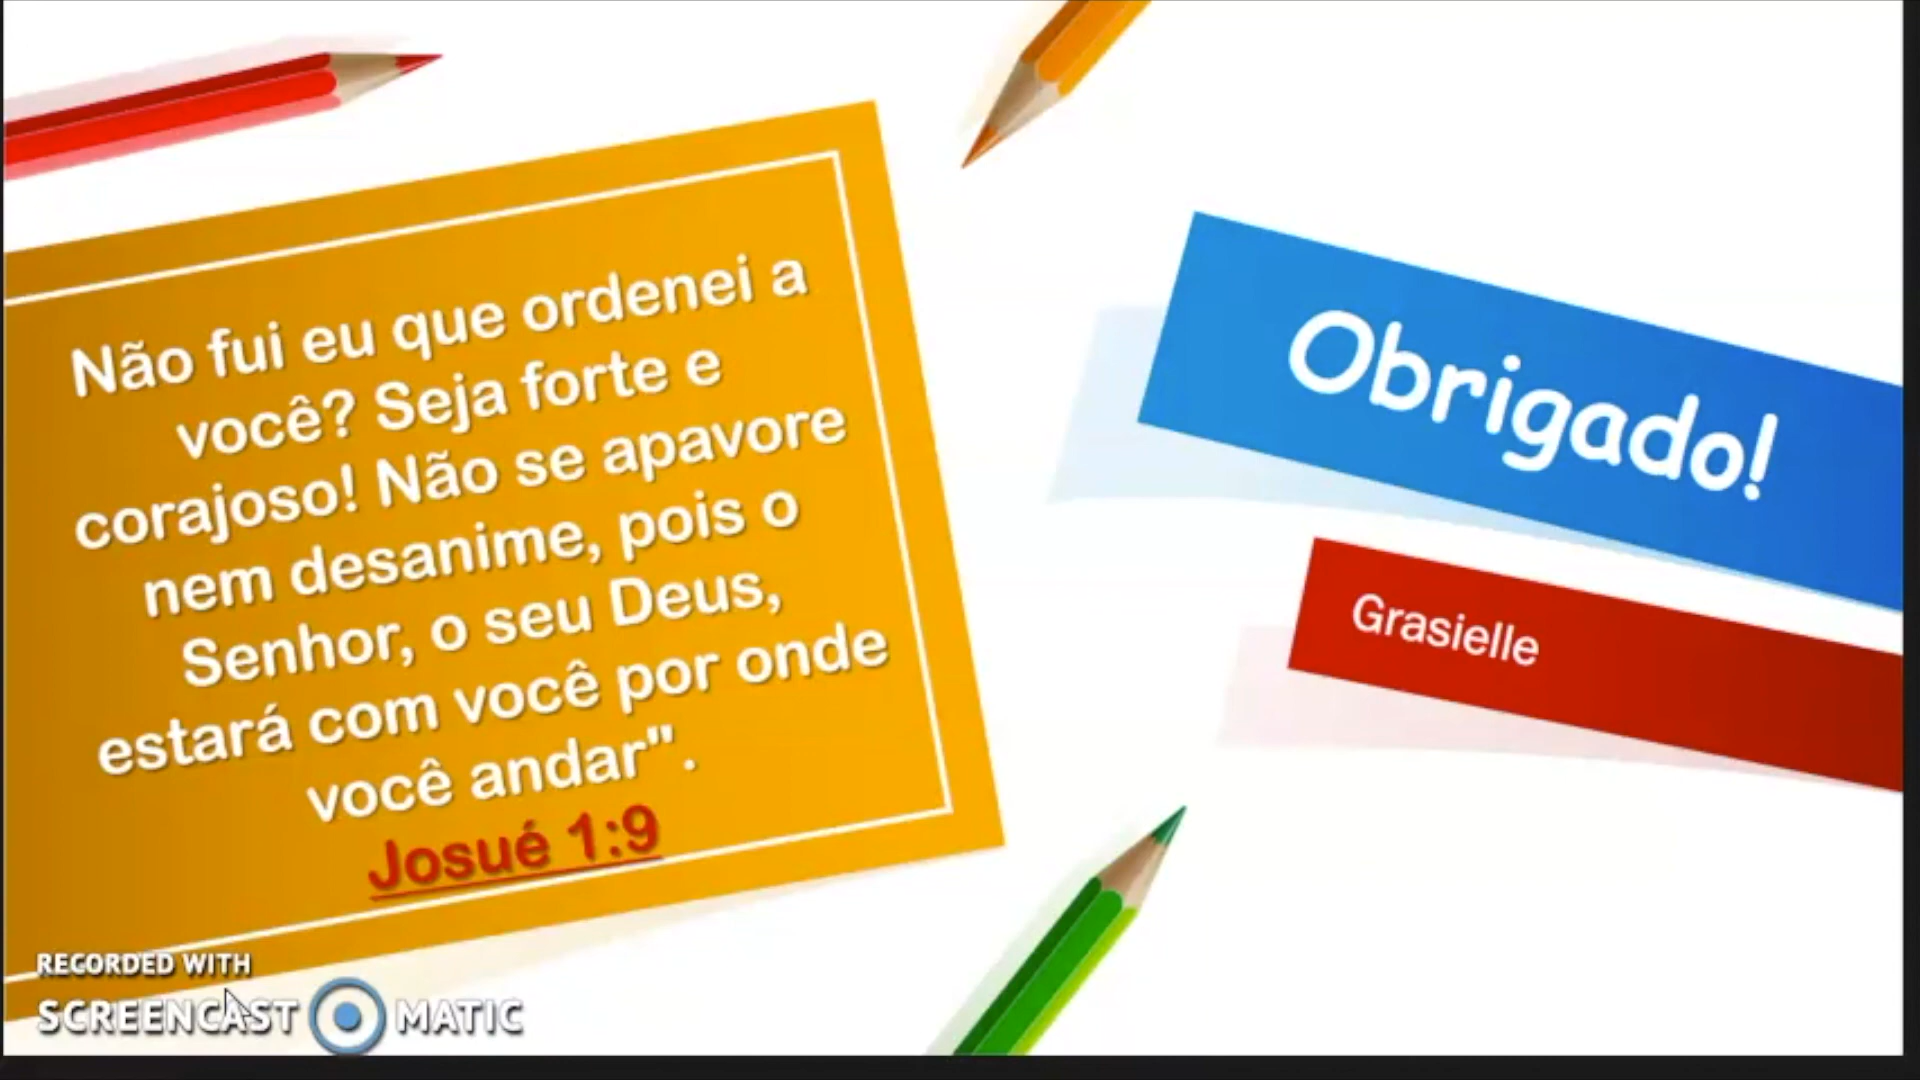 Não fui eu que ordenei a
você? Seja forte e
corajoso! Não se apavore
nem desanime, pois o
Senhor, o seu Deus,
estará com você por onde
você andar".
Josué 1:9
Obrigado!
Grasielle
RECORDED WITH
SCREENCAST MATIC